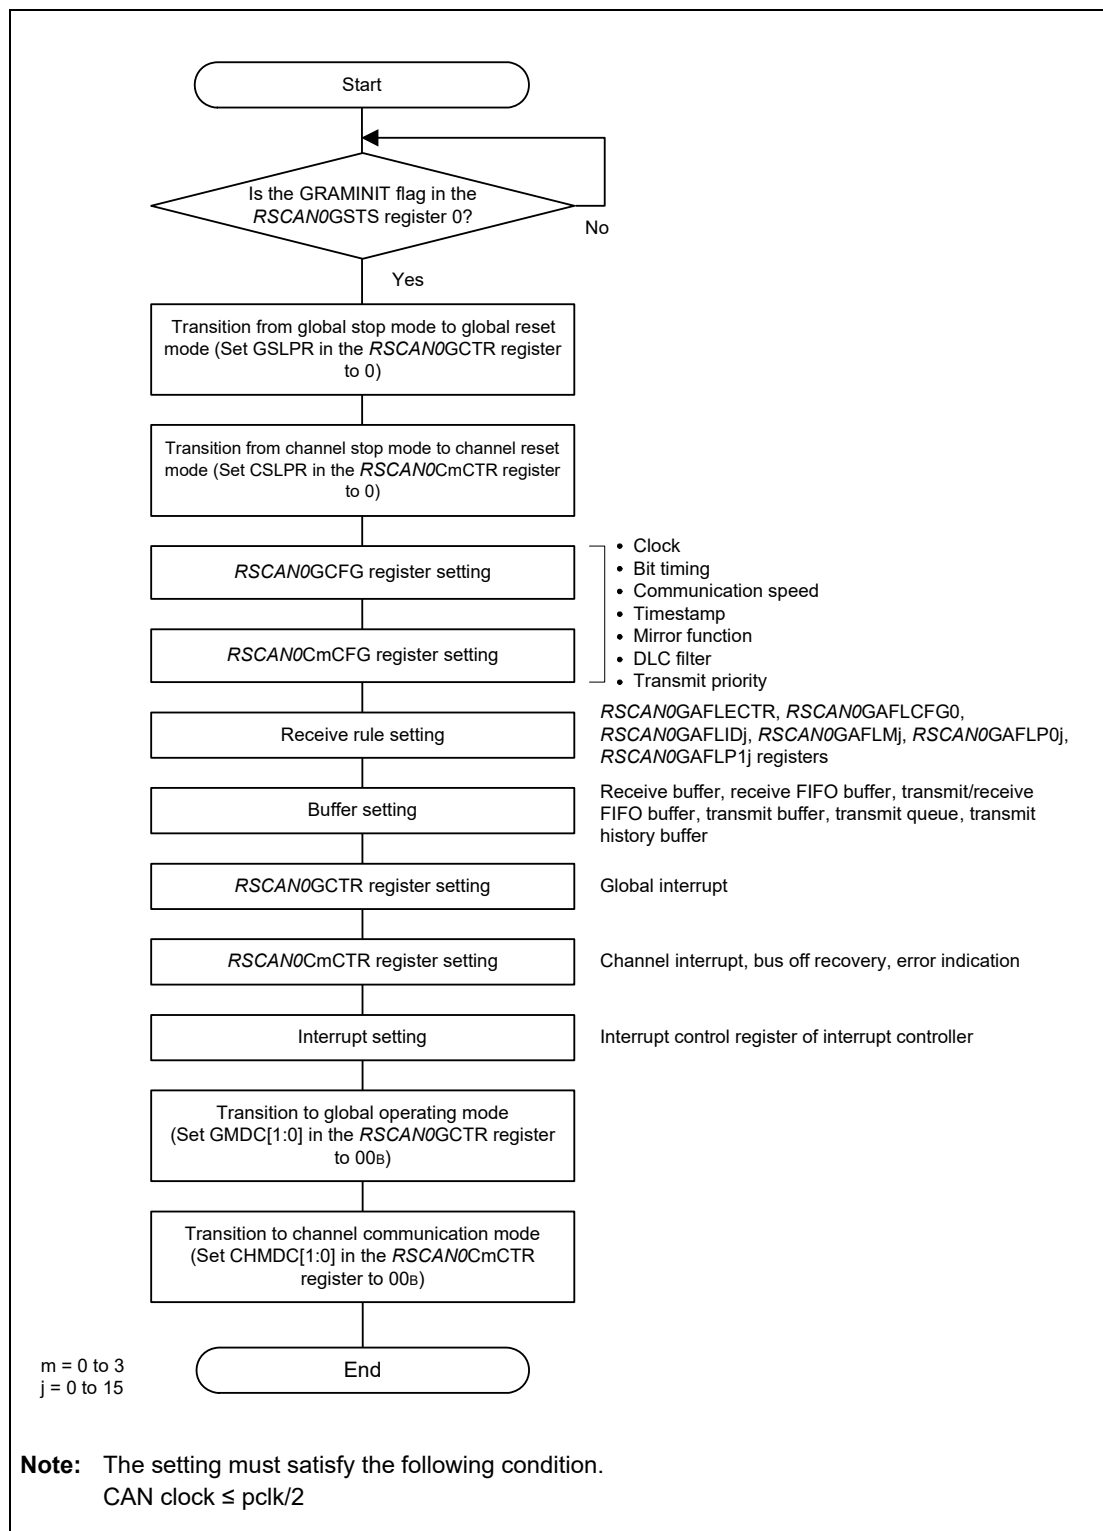 Start
Is the GRAMINIT flag in the
RSCAN0GSTS register 0?
No
Yes
Transition from global stop mode to global reset
mode (Set GSLPR in the RSCAN0GCTR register
to 0)
Transition from channel stop mode to channel reset
mode (Set CSLPR in the RSCAN0CmCTR register
to 0)
RSCAN0GCFG register setting
RSCAN0CmCFG register setting
• Clock
• Bit timing
• Communication speed
• Timestamp
• Mirror function
• DLC filter
• Transmit priority
Receive rule setting
RSCAN0GAFLECTR, RSCAN0GAFLCFG0,
RSCAN0GAFLIDj, RSCAN0GAFLMj, RSCAN0GAFLP0j,
RSCAN0GAFLP1j registers
Buffer setting
Receive buffer, receive FIFO buffer, transmit/receive
FIFO buffer, transmit buffer, transmit queue, transmit
history buffer
RSCAN0GCTR register setting
Global interrupt
RSCAN0CmCTR register setting
Channel interrupt, bus off recovery, error indication
Interrupt setting
Interrupt control register of interrupt controller
Transition to global operating mode
(Set GMDC[1:0] in the RSCAN0GCTR register
to 00B)
Transition to channel communication mode
(Set CHMDC[1:0] in the RSCAN0CmCTR
register to 00B)
End
m = 0 to 3
j = 0 to 15
Note: The setting must satisfy the following condition.
CAN clock ≤ pclk/2